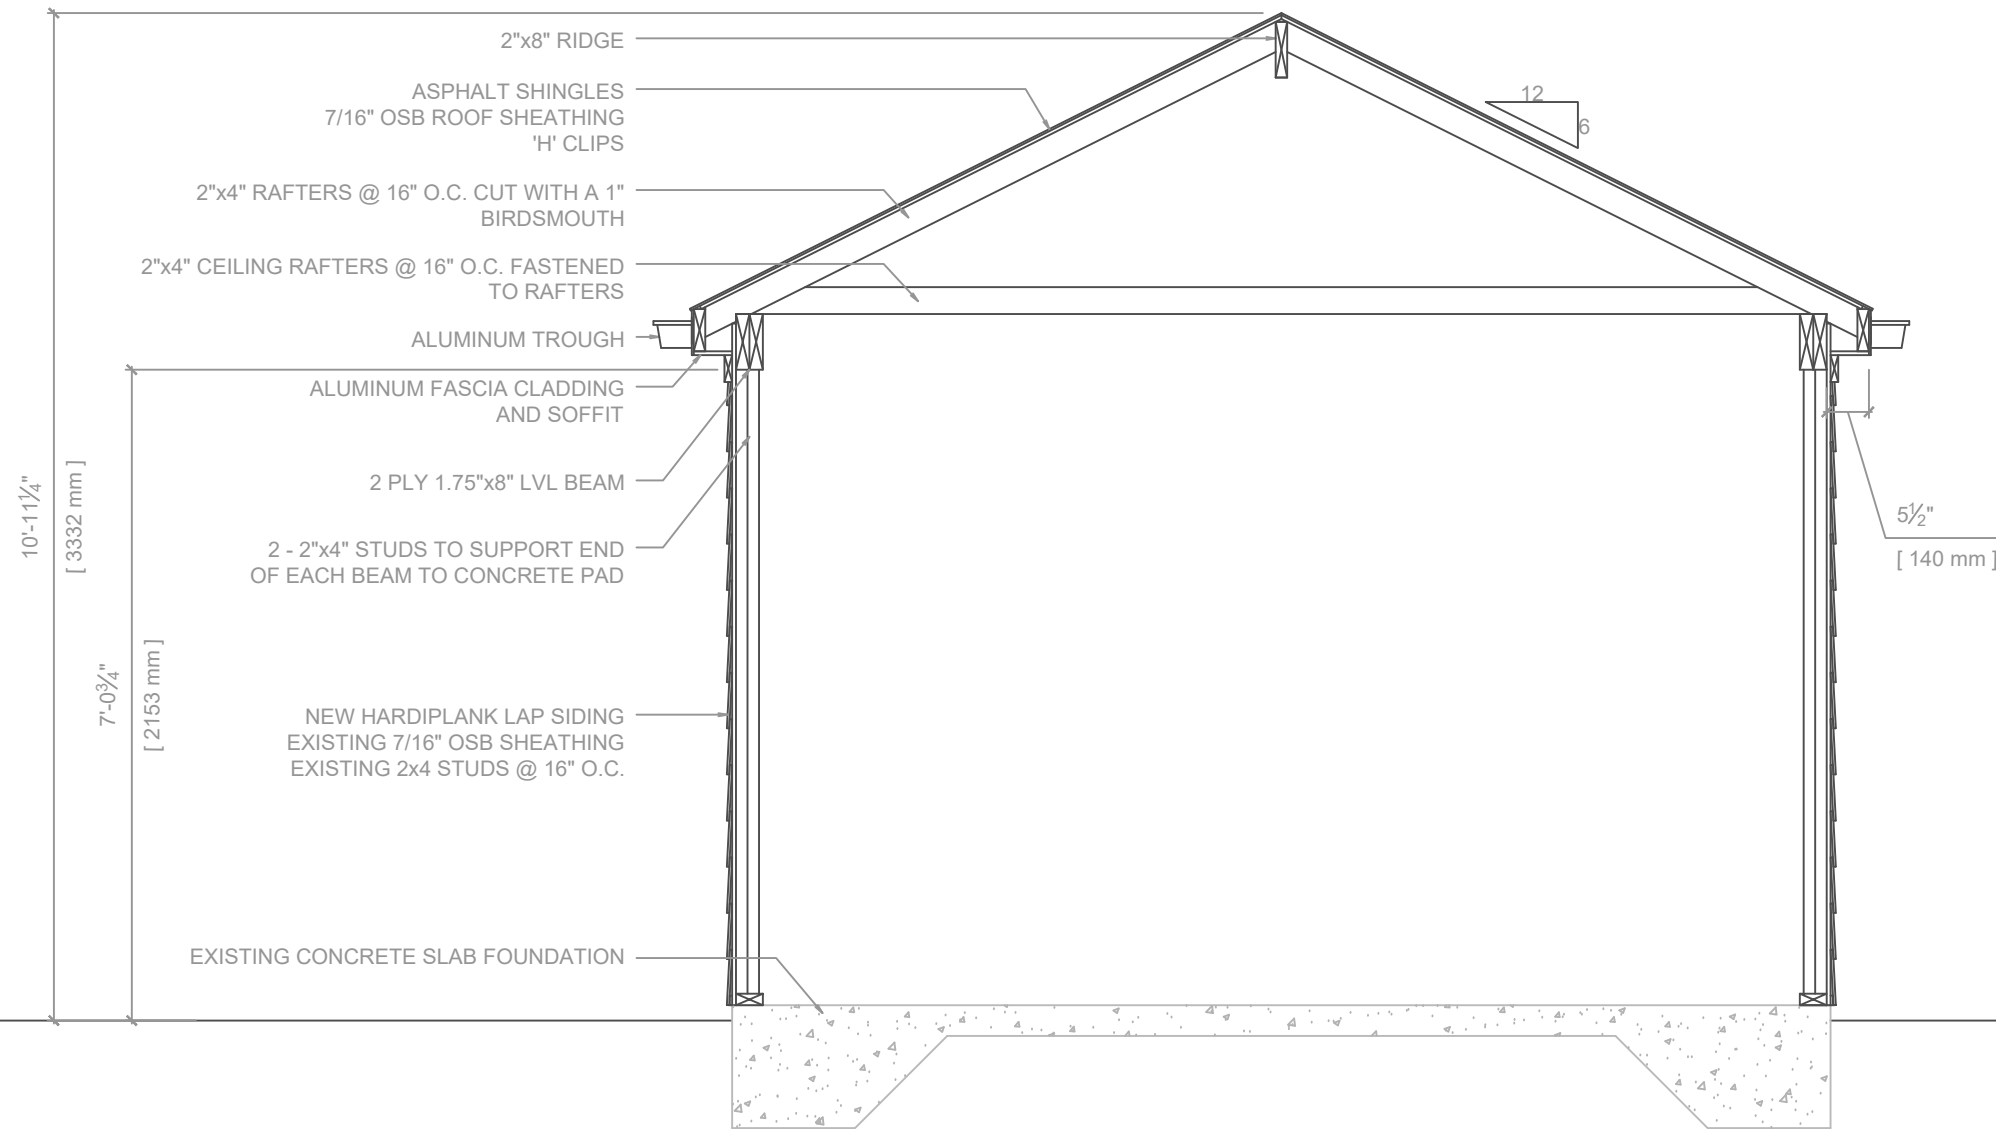 2"x8" RIDGE
ASPHALT SHINGLES
7/16" OSB ROOF SHEATHING
'H' CLIPS
12
6
2"x4" RAFTERS @ 16" O.C. CUT WITH A 1"
BIRDSMOUTH
2"x4" CEILING RAFTERS @ 16" O.C. FASTENED
TO RAFTERS
ALUMINUM TROUGH
ALUMINUM FASCIA CLADDING
AND SOFFIT
2 PLY 1.75"x8" LVL BEAM
10'-11¼"
[ 3332 mm ]
5½"
[ 140 mm ]
2 - 2"x4" STUDS TO SUPPORT END
OF EACH BEAM TO CONCRETE PAD
7'-0¾"
[ 2153 mm ]
NEW HARDIPLANK LAP SIDING
EXISTING 7/16" OSB SHEATHING
EXISTING 2x4 STUDS @ 16" O.C.
EXISTING CONCRETE SLAB FOUNDATION